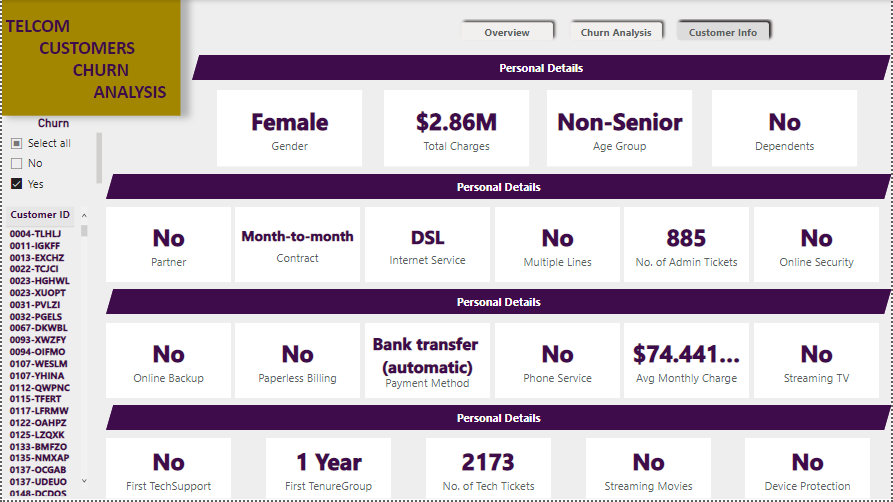 TELCOM
CUSTOMERS
CHURN
ANALYSIS
Overview
Churn Analysis
Customer Info
Churn
Select all
No
Yes
Customer ID
0004-TLHLJ
0011-IGKFF
0013-EXCHZ
0022-TCJCI
0023-HGHWL
0023-XUOPT
0031-PVLZI
0032-PGELS
0067-DKWBL
0093-XWZFY
0094-OIFMO
0107-WESLM
0107-YHINA
0112-QWPNC
0115-TFERT
0117-LFRMW
0122-OAHPZ
0125-LZQXK
0133-BMFZO
0135-NMXAP
0137-OCGAB
0137-UDEUO
0148-DCDOS
Personal Details
Female
Gender
$2.86M
Total Charges
Non-Senior
Age Group
No
Dependents
Personal Details
No
Partner
Month-to-month
Contract
DSL
Internet Service
No
Multiple Lines
885
No. of Admin Tickets
No
Online Security
Personal Details
No
Online Backup
No
Paperless Billing
Bank transfer
(automatic)
Payment Method
No
Phone Service
$74.441...
Avg Monthly Charge
No
Streaming TV
Personal Details
No
First TechSupport
1 Year
First TenureGroup
2173
No. of Tech Tickets
No
Streaming Movies
No
Device Protection